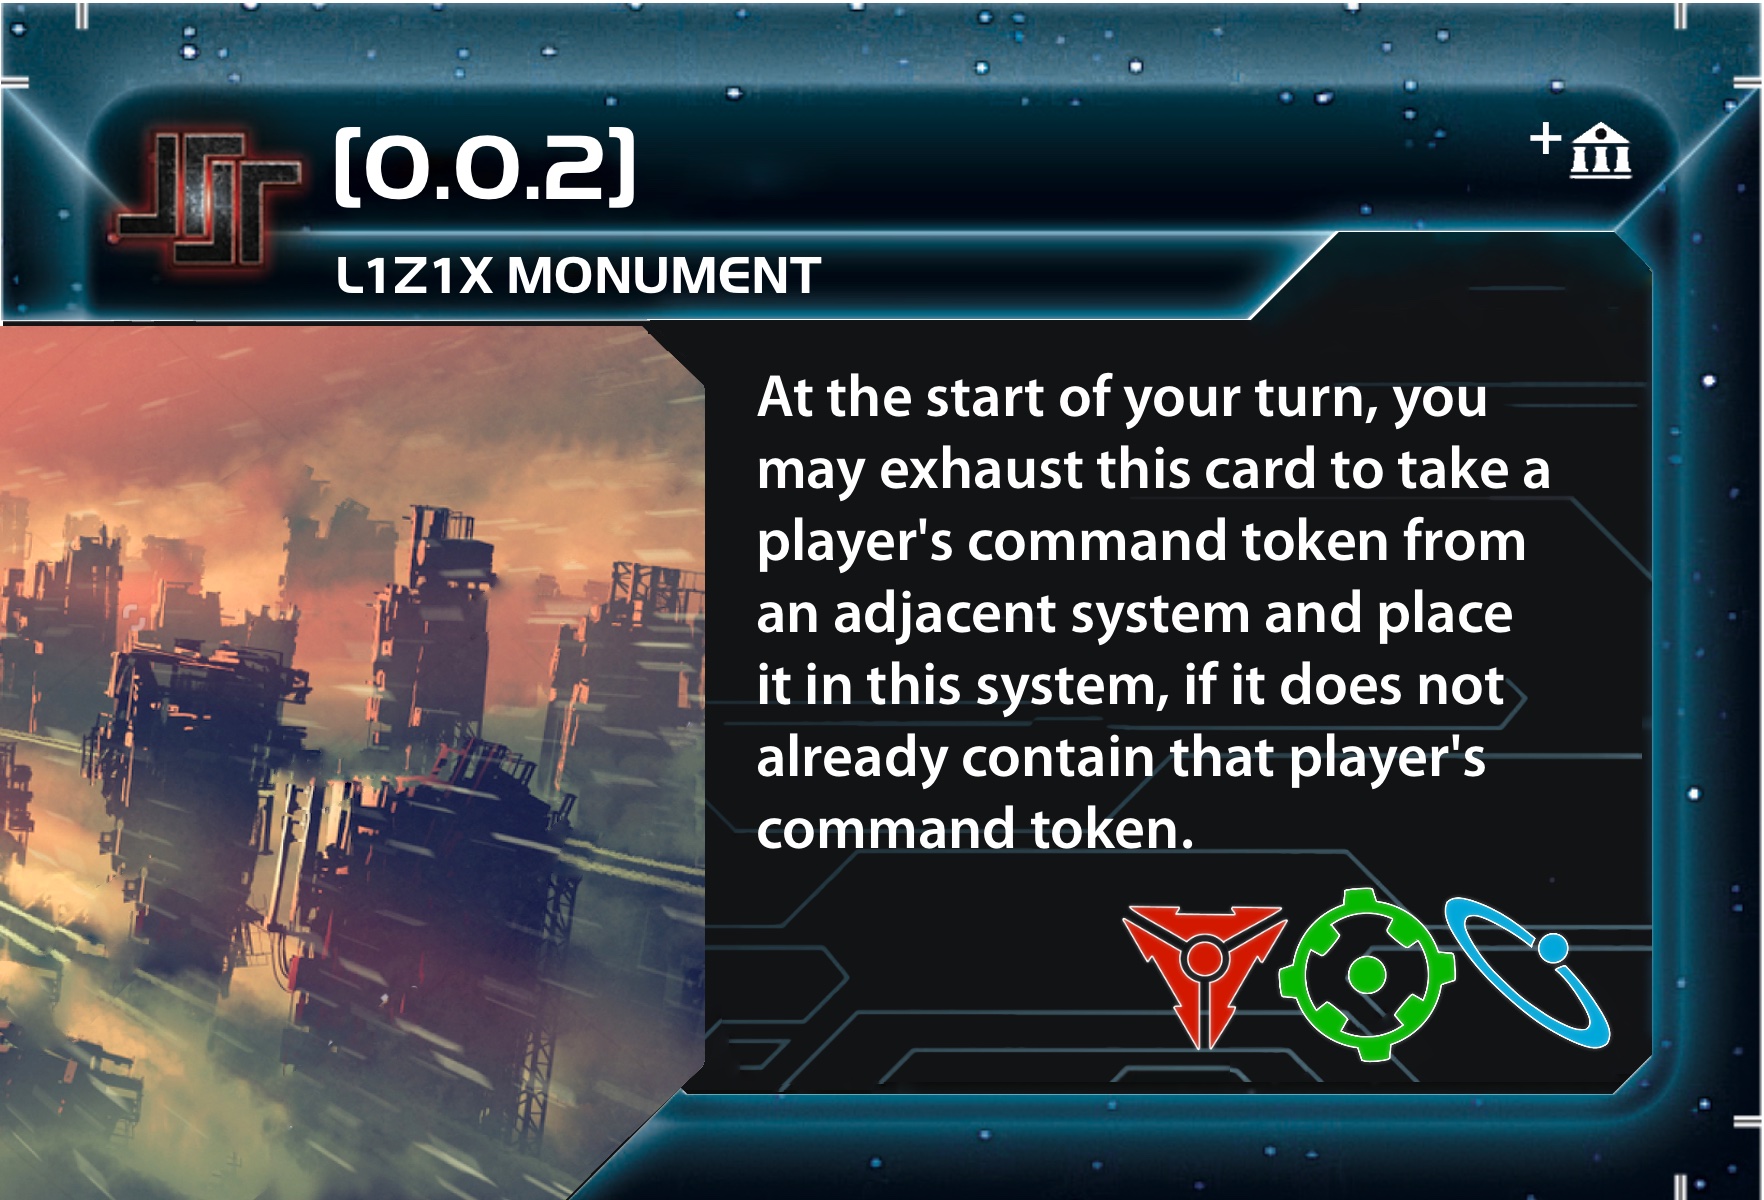 [0.0.2]
+
L1Z1X MONUMENT
At the start of your turn, you
may exhaust this card to take a
player's command token from
an adjacent system and place
it in this system, if it does not
already contain that player's
command token.